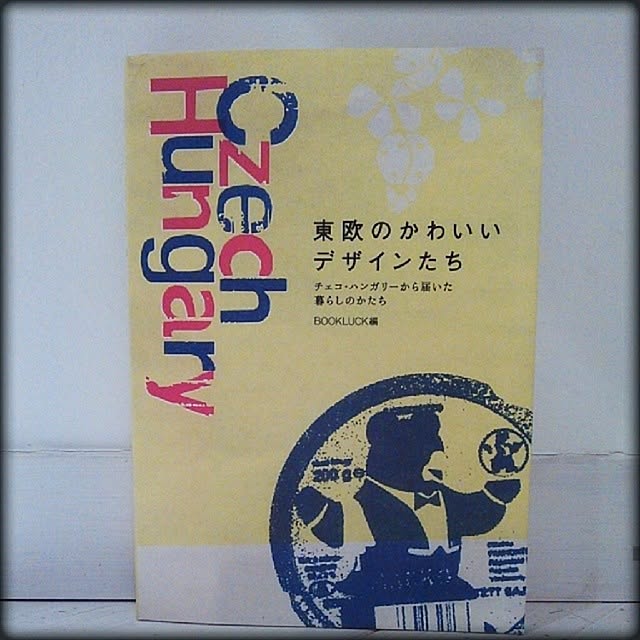 Czech
Hungary
東欧のかわいい
デザインたち
チェコ・ハンガリーから届いた
暮らしのかたち
BOOKLUCK編
200 g ⊖